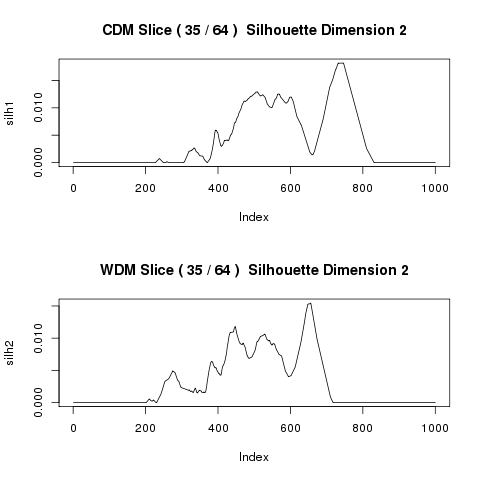 CDM Slice ( 35 / 64 ) Silhouette Dimension 2
silh1
0.010
0.000
0 200 400 600 800 1000
Index
WDM Slice ( 35 / 64 ) Silhouette Dimension 2
silh2
0.010
0.000
0 200 400 600 800 1000
Index